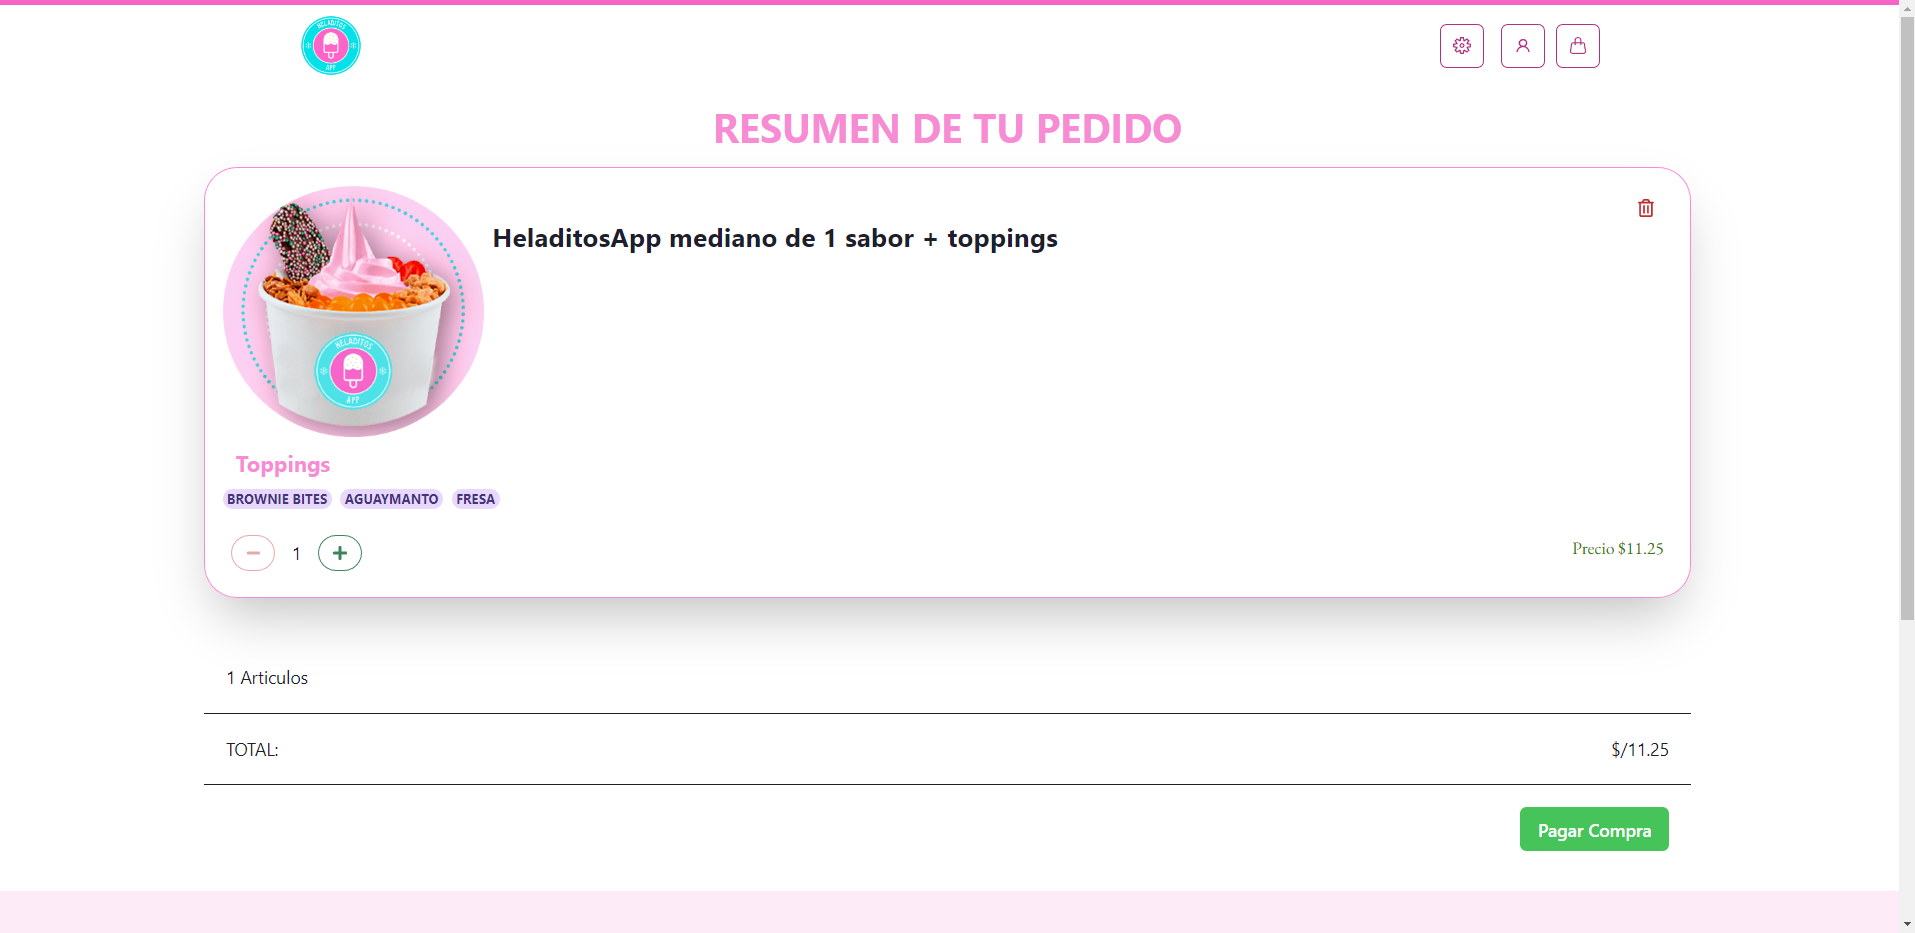 HELADITOS
APP
RESUMEN DE TU PEDIDO
HeladitosApp mediano de 1 sabor + toppings
HELADITOS
APP
Toppings
BROWNIE BITES AGUAYMANTO FRESA
1
Precio $11.25
1 Articulos
TOTAL: $/11.25
Pagar Compra